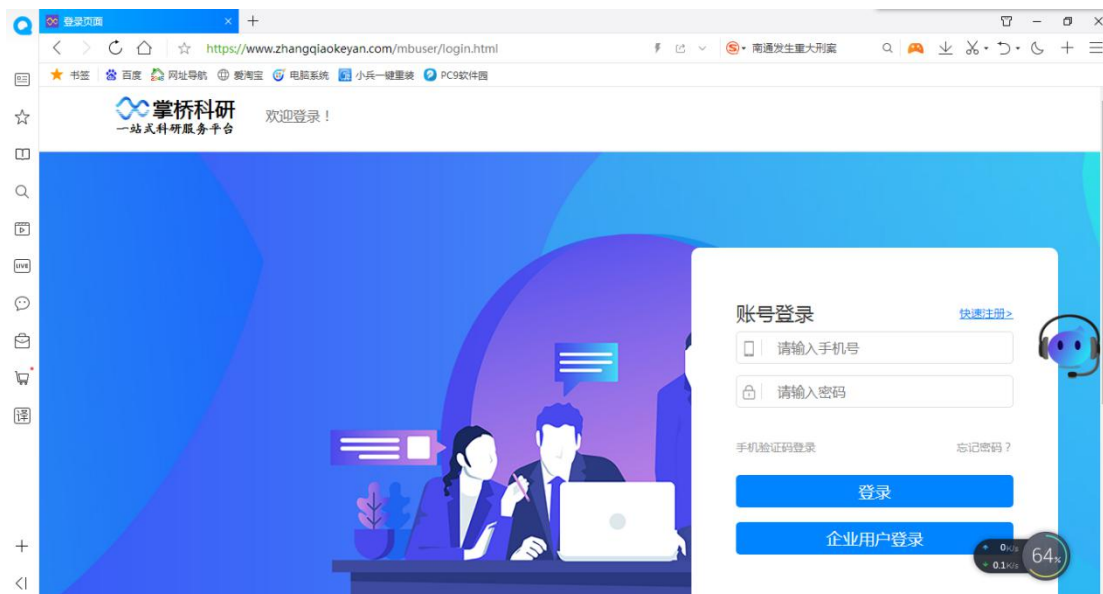 登录页面
https://www.zhangqiaokeyan.com/mbuser/login.html
南通发生重大刑案
书签 百度 网址导航 爱淘宝 电脑系统 小兵一键重装 PC9软件园
掌桥科研
一站式科研服务平台
欢迎登录！
LIVE
账号登录 快速注册>
请输入手机号
请输入密码
译
手机验证码登录 忘记密码？
登录
企业用户登录
0K/s
0.1K/s
64%